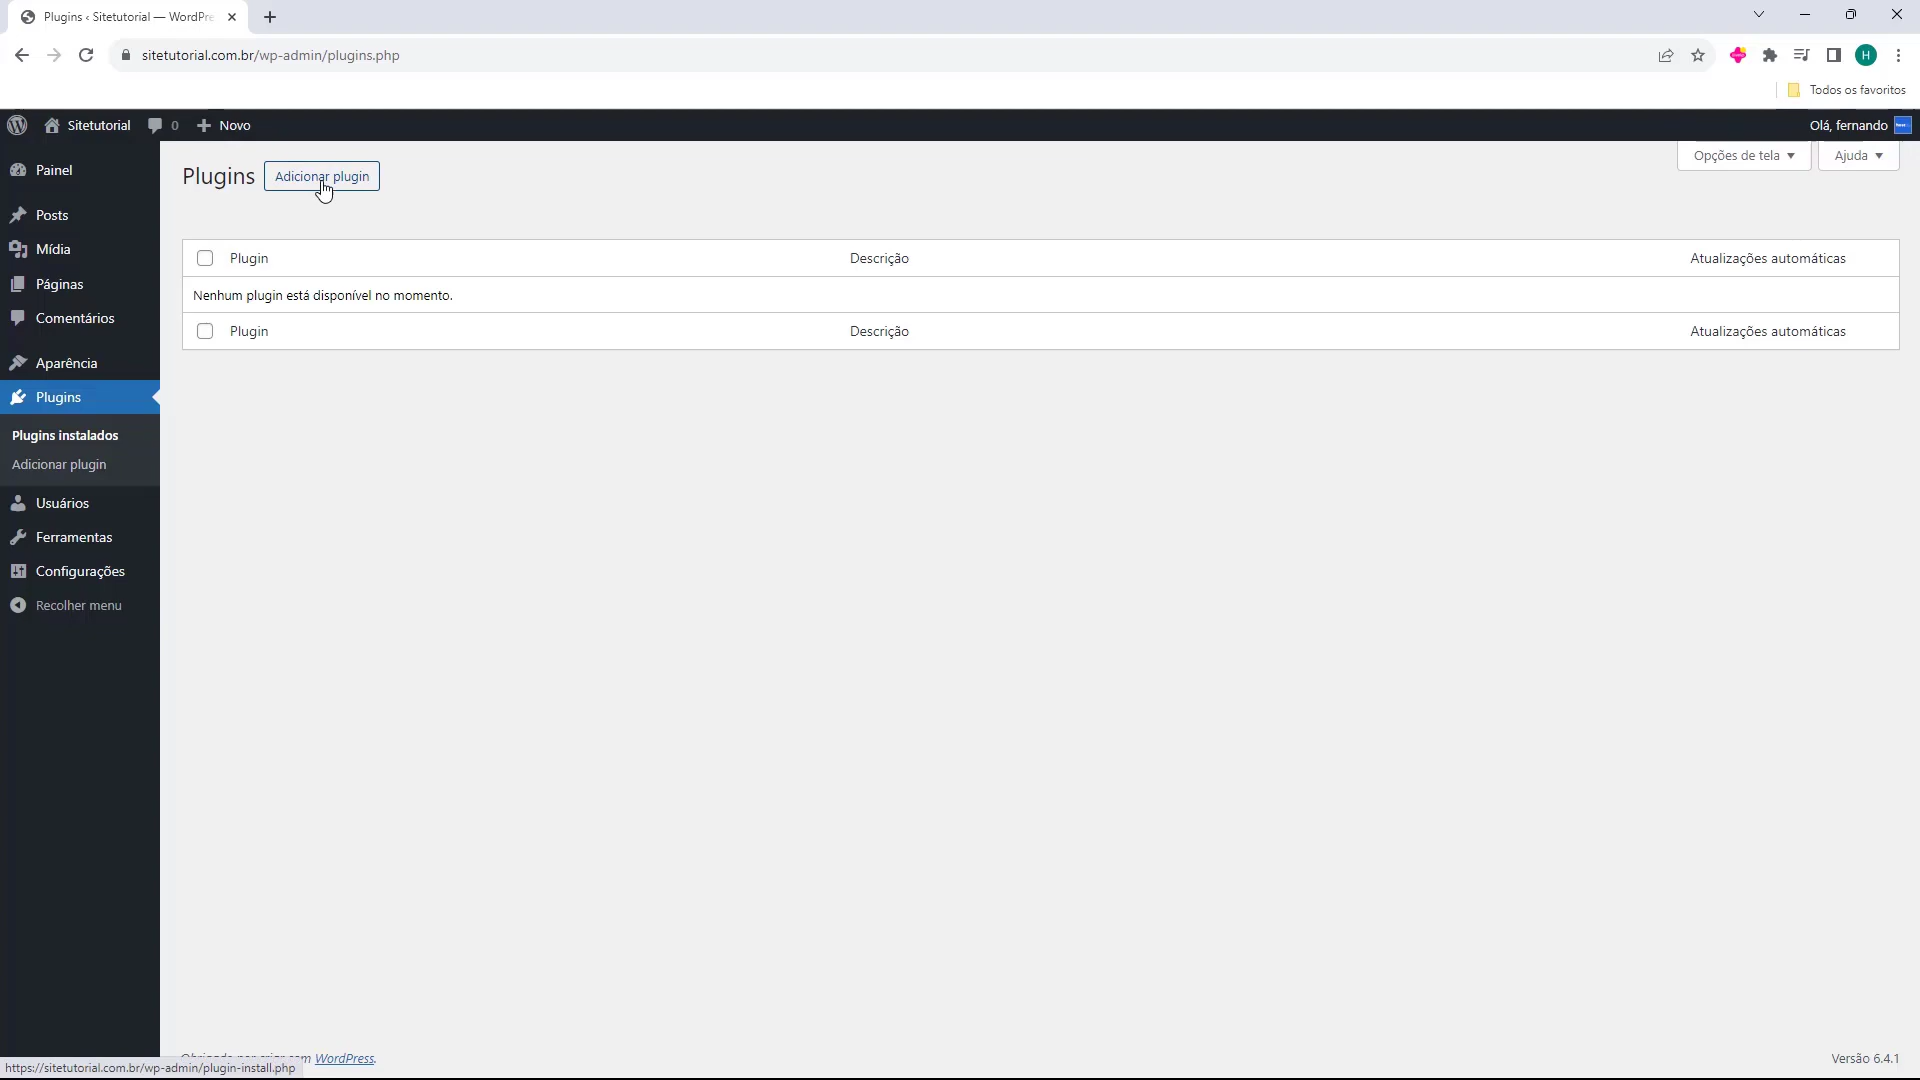 Plugins ‹ Sitetutorial — WordPre
sitetutorial.com.br/wp-admin/plugins.php
H
Todos os favoritos
Sitetutorial 0 Novo
Olá, fernando
Painel
Posts
Mídia
Páginas
Comentários
Aparência
Plugins
Plugins instalados
Adicionar plugin
Usuários
Ferramentas
Configurações
Recolher menu
Plugins Adicionar plugin
Opções de tela Ajuda
Plugin Descrição Atualizações automáticas
Nenhum plugin está disponível no momento.
Plugin Descrição Atualizações automáticas
WordPress.
Versão 6.4.1
https://sitetutorial.com.br/wp-admin/plugin-install.php